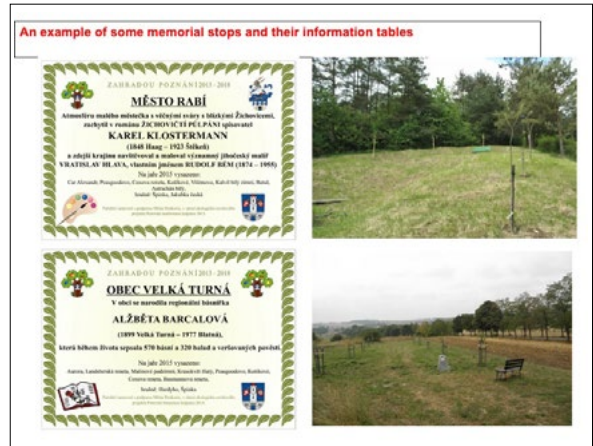 An example of some memorial stops and their information tables
ZAHRADOU POZNÁNÍ 2013 - 2018
MĚSTO RABÍ
Atmosféru malého městečka s věčnými sváry s blízkými Žichovicemi,
zachytil v románu ŽICHOVIČTÍ PÚLPÁNI spisovatel
KAREL KLOSTERMANN
(1848 Haag – 1923 Štěkeň)
a zdejší krajinu navštěvoval a maloval významný jihočeský malíř
VRATISLAV HLAVA, vlastním jménem RUDOLF BÉM (1874 – 1955)
Na jaře 2015 vysazeno:
ZAHRADOU POZNÁNÍ 2013 - 2018
OBEC VELKÁ TURNÁ
V obci se narodila regionální básnířka
ALŽBĚTA BARCALOVÁ
(1899 Velká Turná – 1977 Blatná),
která během života sepsala 570 básní a 320 balad a veršovaných pověstí.
Na jaře 2015 vysazeno: